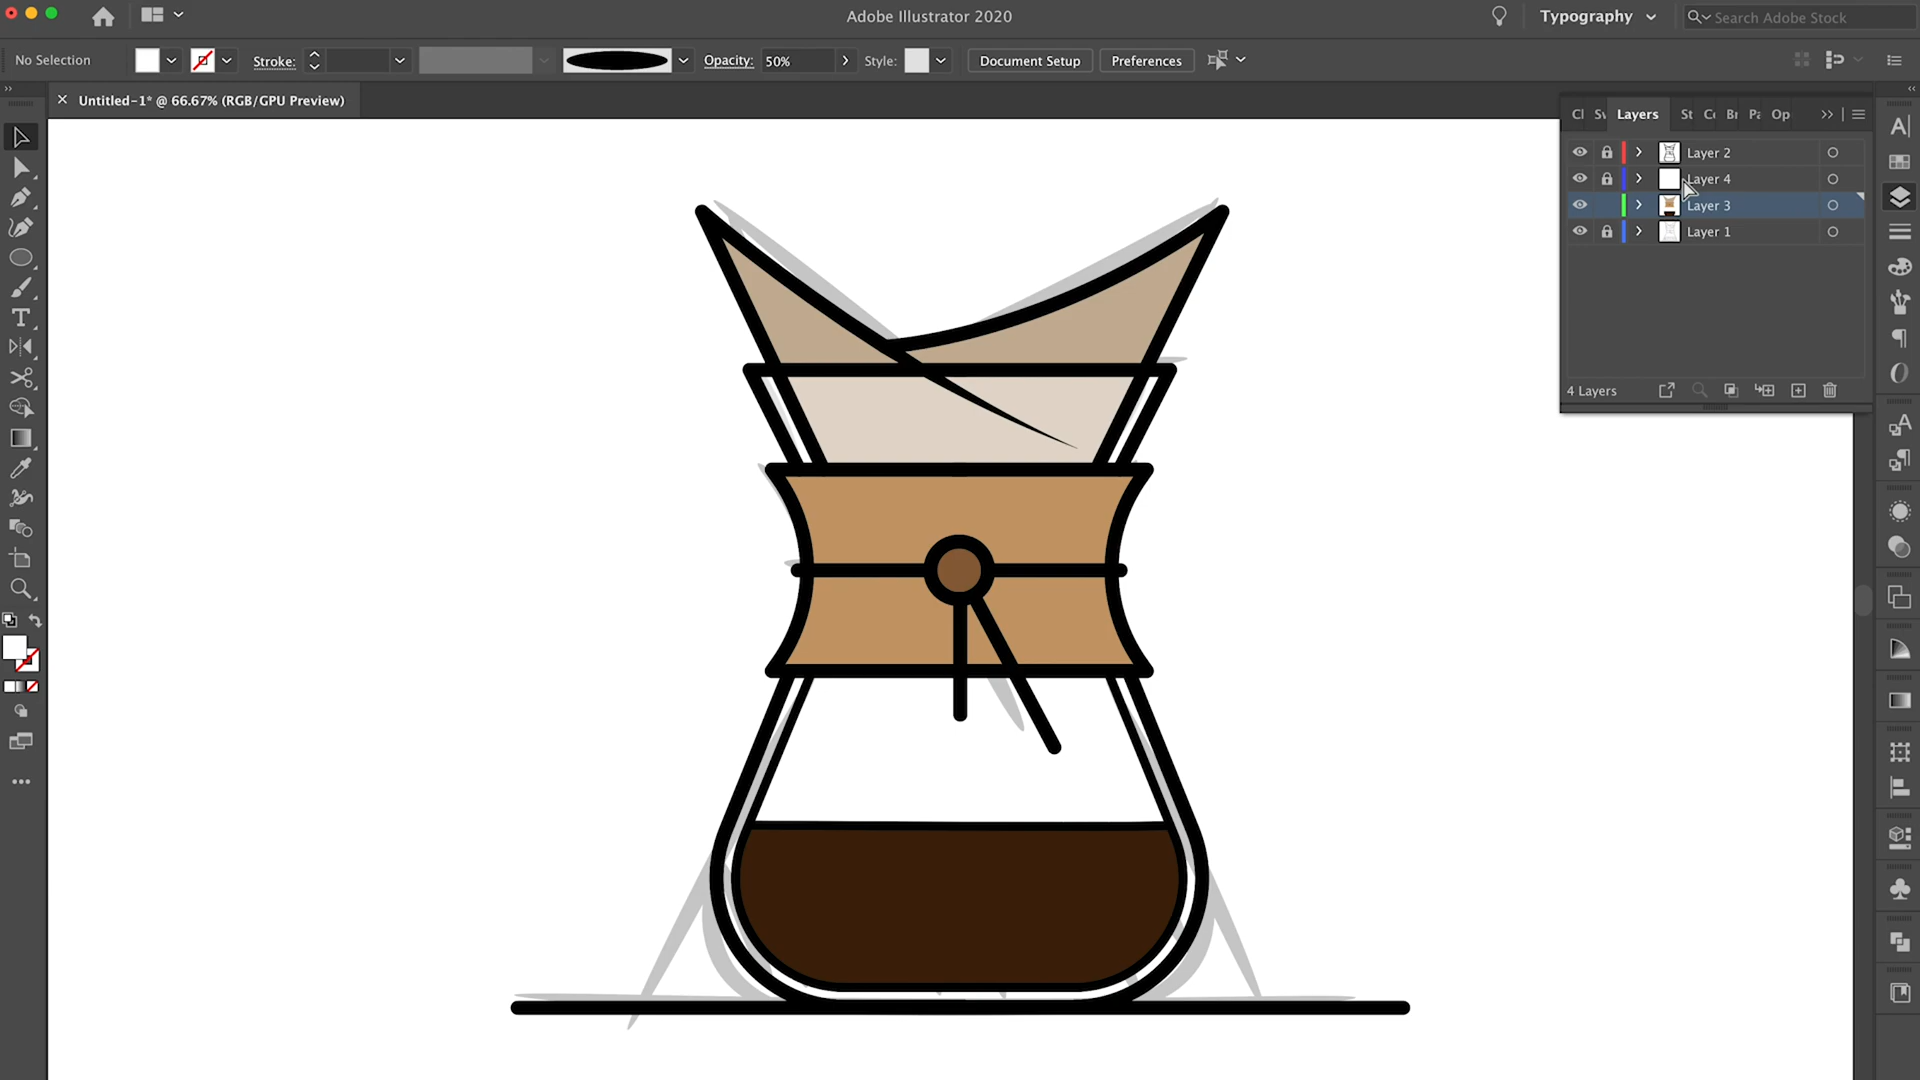 Adobe Illustrator 2020
Typography
Search Adobe Stock
No Selection
Stroke:
Opacity: 50%
Style:
Document Setup
Preferences
Untitled-1* @ 66.67% (RGB/GPU Preview)
Layers
Op
Layer 2
Layer 4
Layer 3
Layer 1
4 Layers